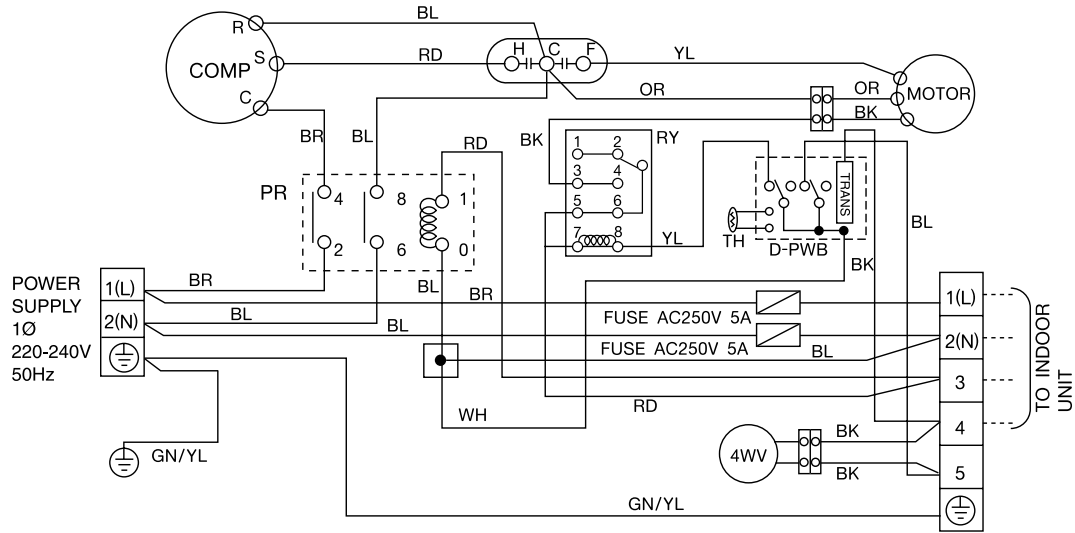 BL
R
H C F
S
RD
YL
COMP
C
OR
OR
MOTOR
BK
BR
BL
RD
BK
1 2
RY
3 4
5 6
7 8
YL
TRANS
TH
D-PWB
BK
BL
PR
4
8
1
2
6
0
BL
POWER
SUPPLY
1Ø
220-240V
50Hz
1(L)
2(N)
BR
BL
BR
BL
FUSE AC250V 5A
FUSE AC250V 5A
BL
RD
WH
1(L)
2(N)
3
4
5
TO INDOOR
UNIT
4WV
BK
BK
GN/YL
GN/YL